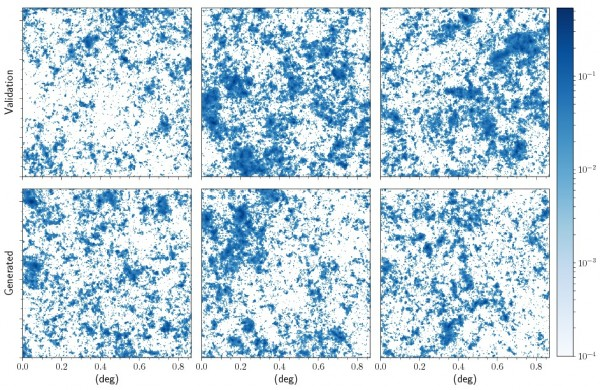 Validation
10⁻¹
10⁻²
10⁻³
10⁻⁴
Generated
0.0 0.2 0.4 0.6 0.8 0.0 0.2 0.4 0.6 0.8 0.0 0.2 0.4 0.6 0.8
(deg) (deg) (deg)